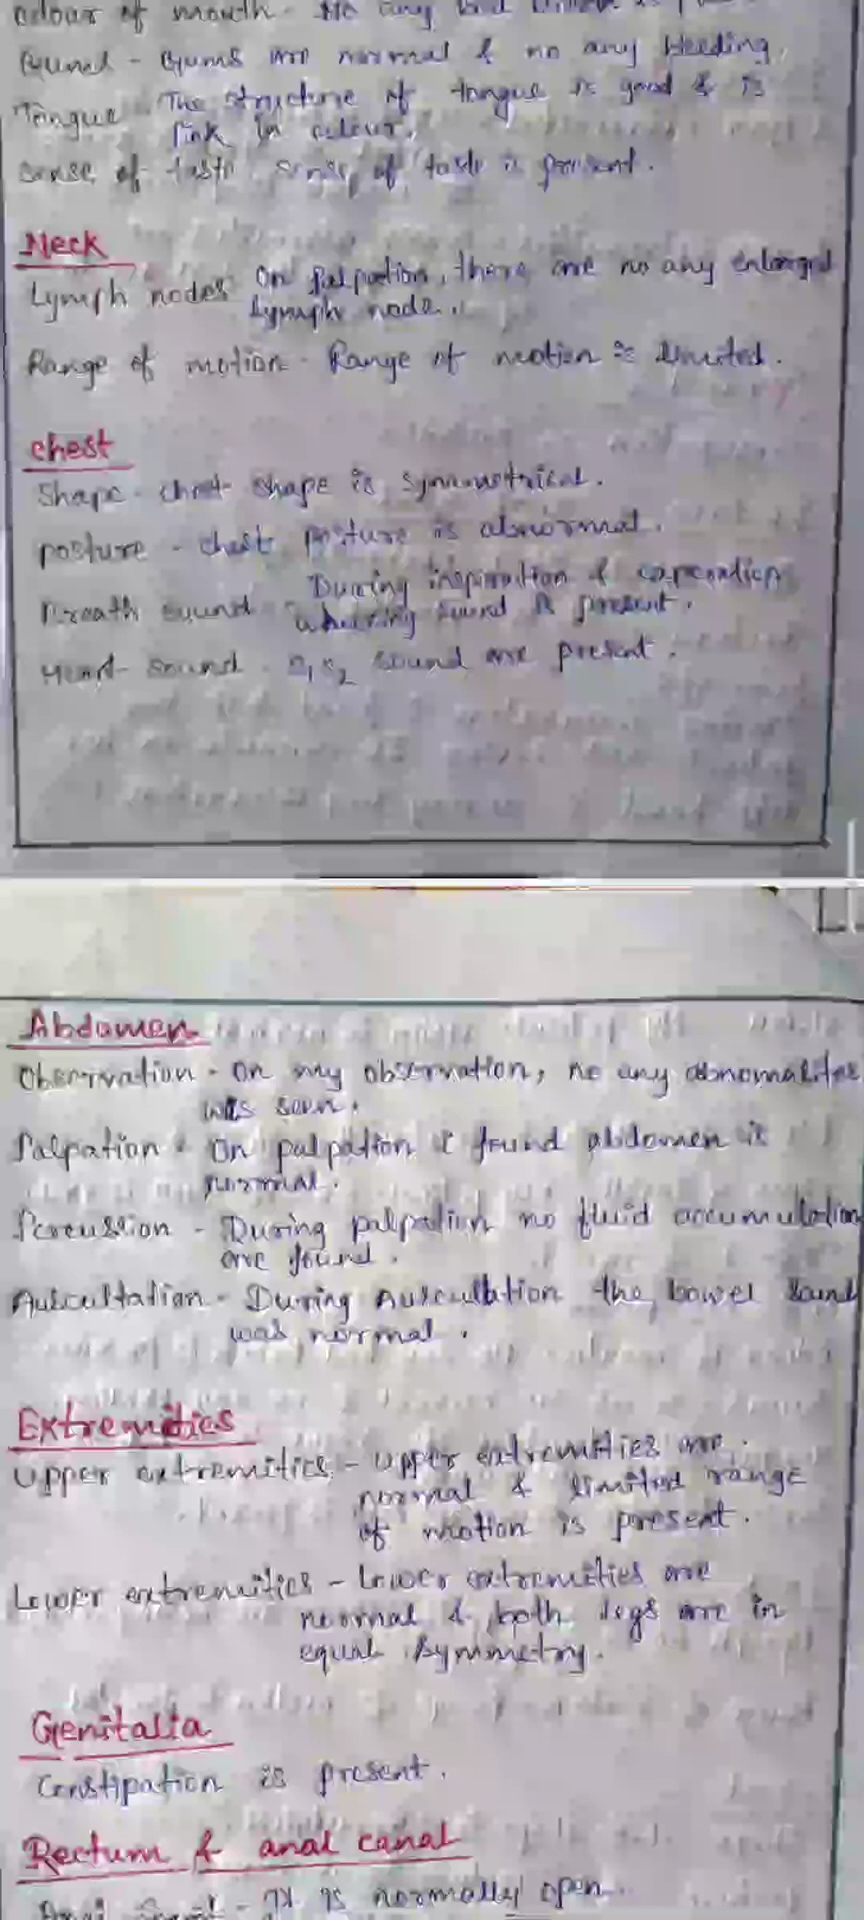 odour of mouth - No any bad
Gums - Gums are normal & no any bleeding.
Tongue - The structure of tongue is good & is
Pink in colour.
Sense of taste - sense of taste is present.
Neck
Lymph nodes - On palpation, there are no any enlarged
lymph node.
Range of motion - Range of motion is limited.
chest
Shape - chest shape is symmetrical.
posture - chest posture is abnormal.
Breath sound - During inspiration &
wheezing sound is present.
Heart sound - S1 S2 sound are present.
Abdomen
Observation - On my observation, no any abnomalities
was seen.
Palpation - On palpation I found abdomen is
normal.
Percussion - During palpation no fluid accumulation
are found.
Auscultation - During Auscultation the bowel sound
was normal.
Extremities
Upper extremities - Upper extremities are
normal & limited range
of motion is present.
Lower extremities - Lower extremities are
normal & both legs are in
equal symmetry.
Genitalia
Constipation is present.
Rectum & anal canal
- It is normally open.